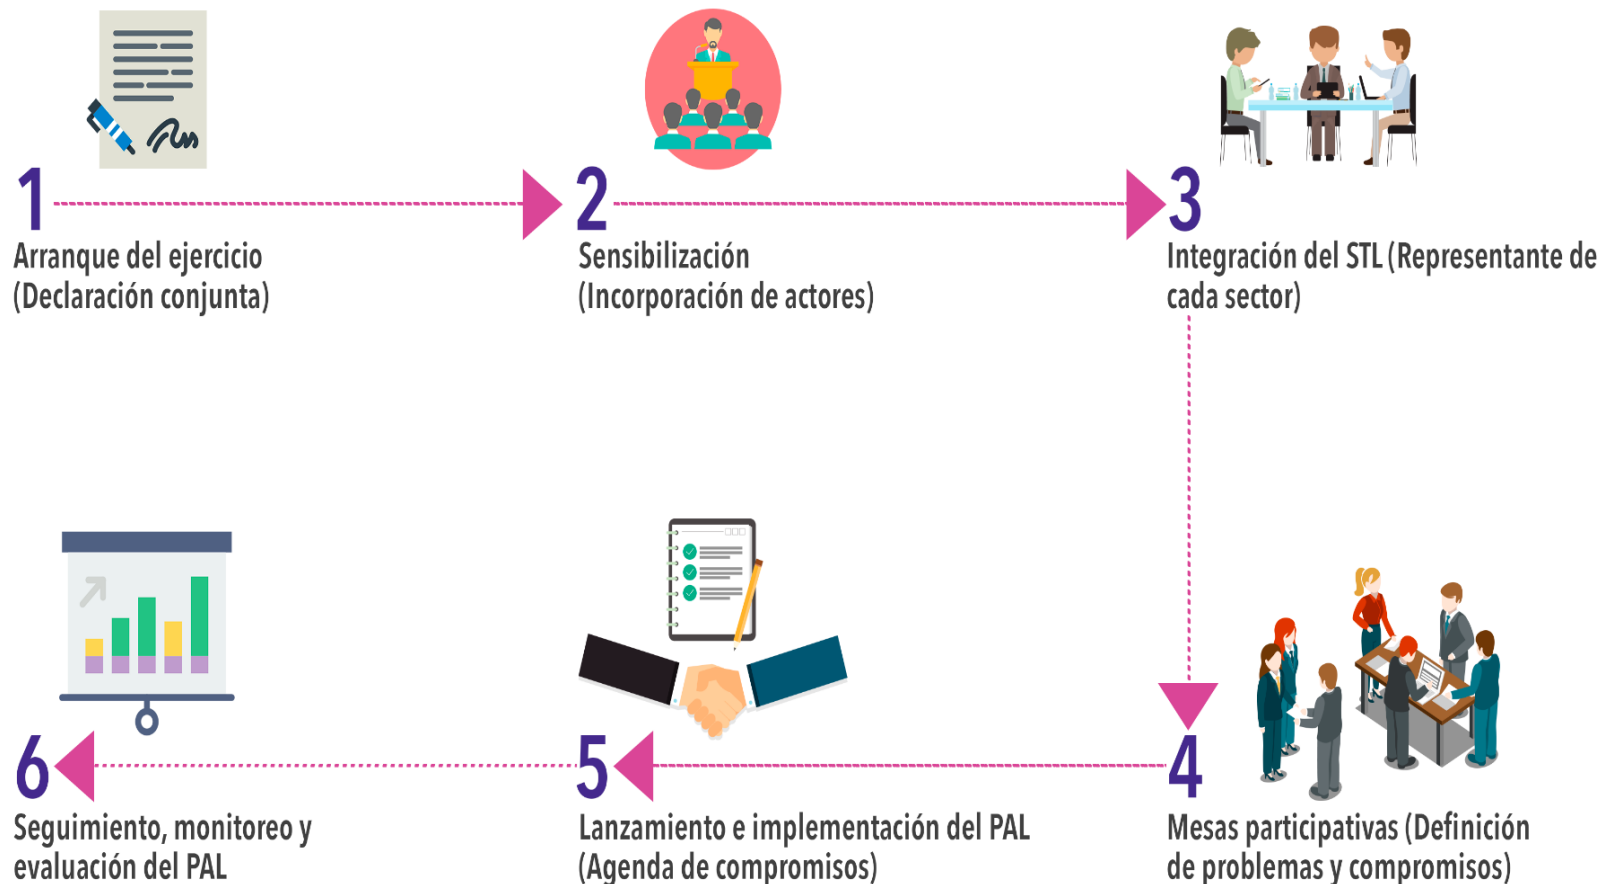 1
Arranque del ejercicio
(Declaración conjunta)
2
Sensibilización
(Incorporación de actores)
3
Integración del STL (Representante de
cada sector)
4
Mesas participativas (Definición
de problemas y compromisos)
5
Lanzamiento e implementación del PAL
(Agenda de compromisos)
6
Seguimiento, monitoreo y
evaluación del PAL